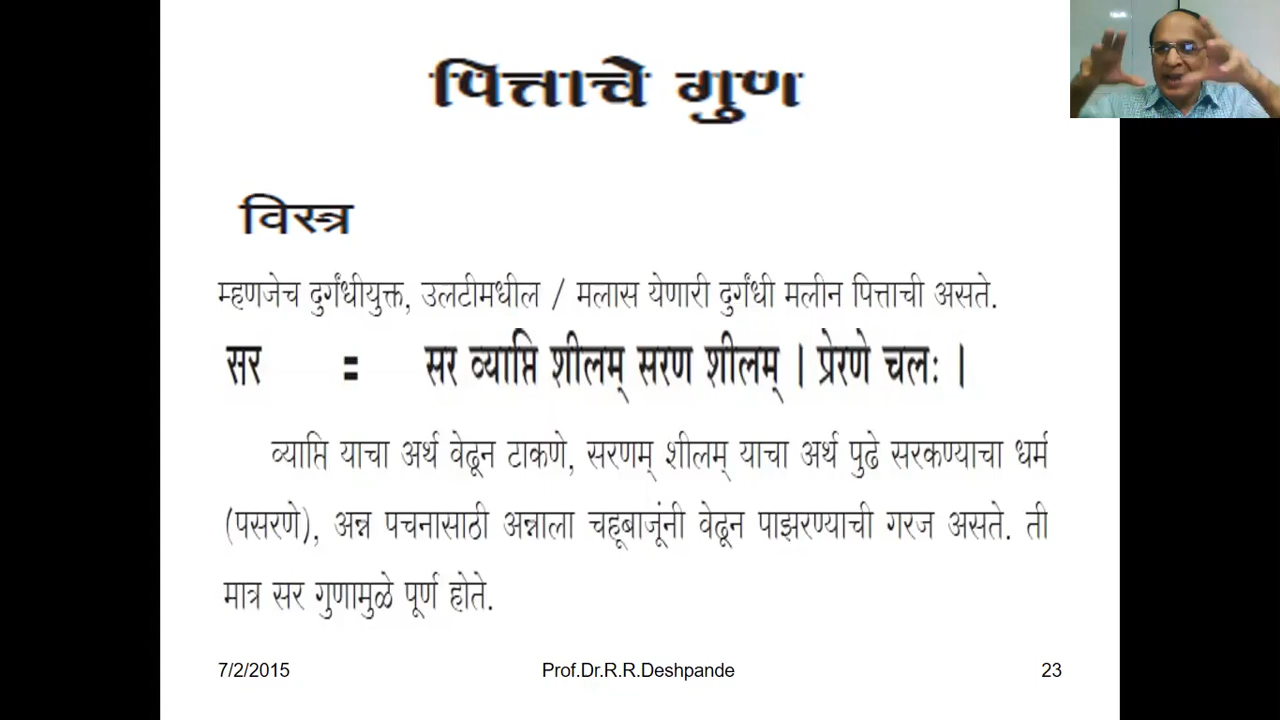 पित्ताचे गुण
विस्त्र
म्हणजेच दुर्गंधीयुक्त, उलटीमधील / मलास येणारी दुर्गंधी मलीन पित्ताची असते.
सर = सर व्याप्ति शीलम् सरण शीलम् । प्रेरणे चलः ।
व्याप्ति याचा अर्थ वेढून टाकणे, सरणम् शीलम् याचा अर्थ पुढे सरकण्याचा धर्म
(पसरणे), अन्न पचनासाठी अन्नाला चहूबाजूंनी वेढून पाझरण्याची गरज असते. ती
मात्र सर गुणामुळे पूर्ण होते.
7/2/2015 Prof.Dr.R.R.Deshpande 23